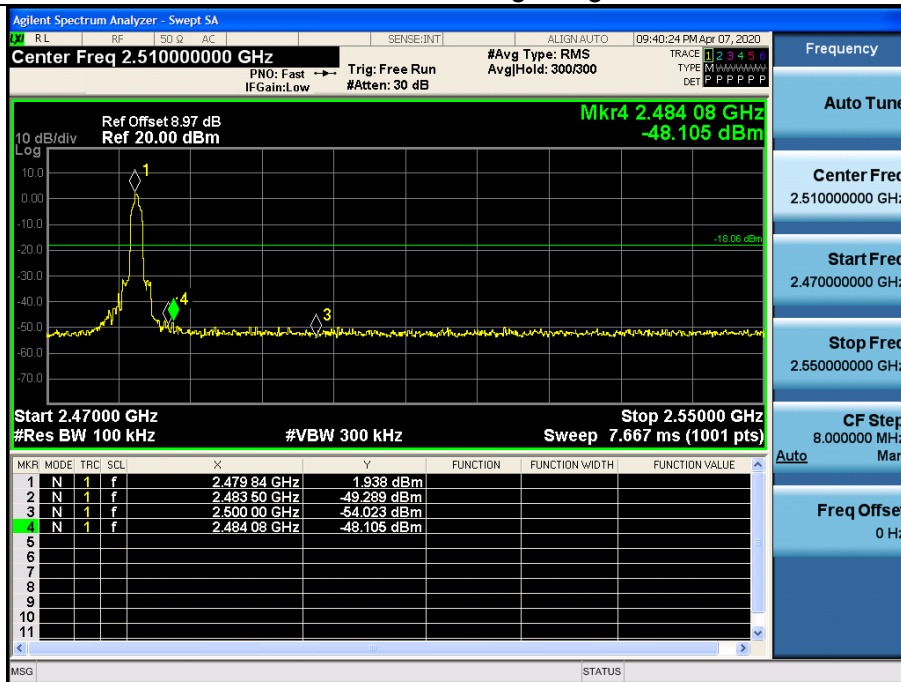 Agilent Spectrum Analyzer - Swept SA
LXI RL RF 50 Ω AC SENSE:INT ALIGNAUTO 09:40:24 PM Apr 07, 2020
Center Freq 2.510000000 GHz
PNO: Fast
IFGain:Low
Trig: Free Run
#Atten: 30 dB
#Avg Type: RMS
Avg|Hold: 300/300
TRACE 1 2 3 4 5 6
TYPE MWWWWW
DET P P P P P P
Mkr4 2.484 08 GHz
-48.105 dBm
Ref Offset 8.97 dB
10 dB/div Ref 20.00 dBm
Log
10.0
0.00
-10.0
-20.0
-30.0
-40.0
-50.0
-60.0
-70.0
1
4
3
-18.06 dBm
Start 2.47000 GHz Stop 2.55000 GHz
#Res BW 100 kHz #VBW 300 kHz Sweep 7.667 ms (1001 pts)
MKR MODE TRC SCL X Y FUNCTION FUNCTION WIDTH FUNCTION VALUE
1 N 1 f 2.479 84 GHz 1.938 dBm
2 N 1 f 2.483 50 GHz -49.289 dBm
3 N 1 f 2.500 00 GHz -54.023 dBm
4 N 1 f 2.484 08 GHz -48.105 dBm
5
6
7
8
9
10
11
MSG STATUS
Frequency
Auto Tune
Center Freq
2.510000000 GHz
Start Freq
2.470000000 GHz
Stop Freq
2.550000000 GHz
CF Step
8.000000 MHz
Auto Man
Freq Offset
0 Hz